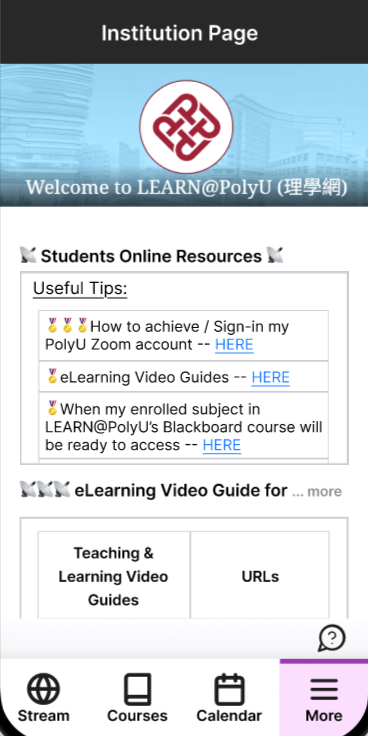 Institution Page
Welcome to LEARN@PolyU (理學網)
Students Online Resources
Useful Tips:
How to achieve / Sign-in my
PolyU Zoom account -- HERE
eLearning Video Guides -- HERE
When my enrolled subject in
LEARN@PolyU's Blackboard course will
be ready to access -- HERE
eLearning Video Guide for ... more
Teaching &
Learning Video
Guides
URLs
Stream
Courses
Calendar
More